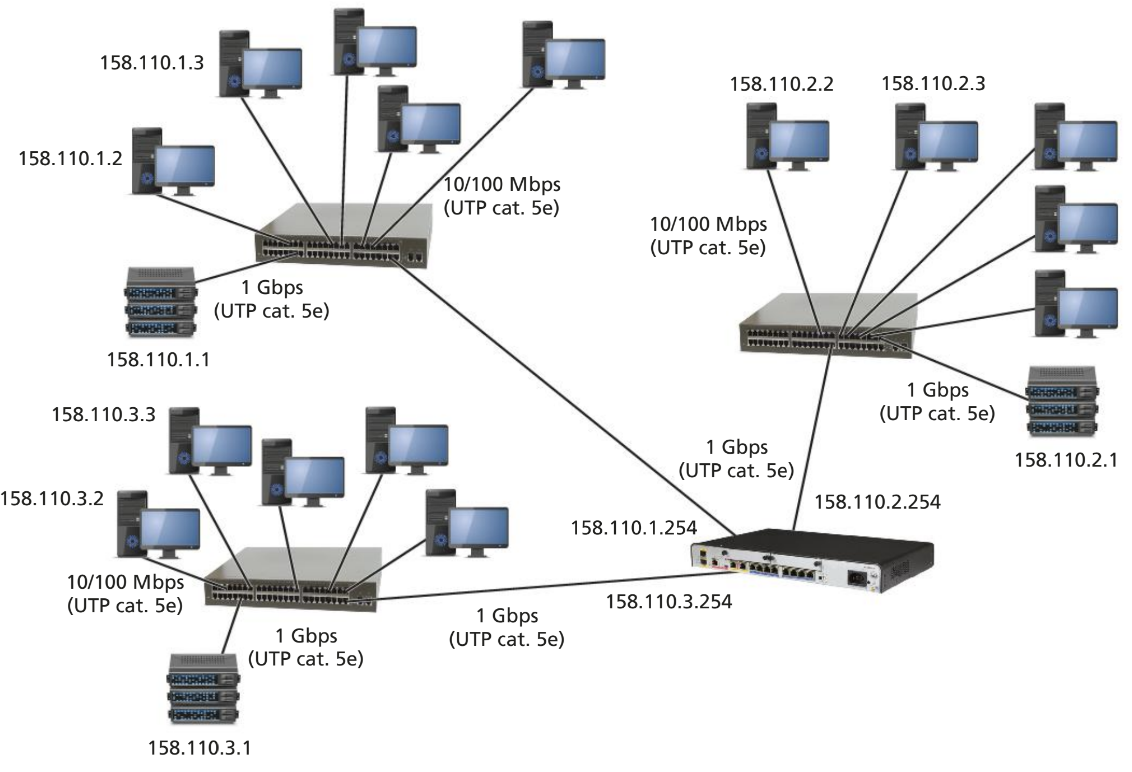 158.110.1.3
158.110.1.2
10/100 Mbps
(UTP cat. 5e)
1 Gbps
(UTP cat. 5e)
158.110.1.1
158.110.2.2
158.110.2.3
10/100 Mbps
(UTP cat. 5e)
1 Gbps
(UTP cat. 5e)
158.110.2.1
1 Gbps
(UTP cat. 5e)
158.110.2.254
158.110.1.254
158.110.3.254
158.110.3.3
158.110.3.2
10/100 Mbps
(UTP cat. 5e)
1 Gbps
(UTP cat. 5e)
1 Gbps
(UTP cat. 5e)
158.110.3.1